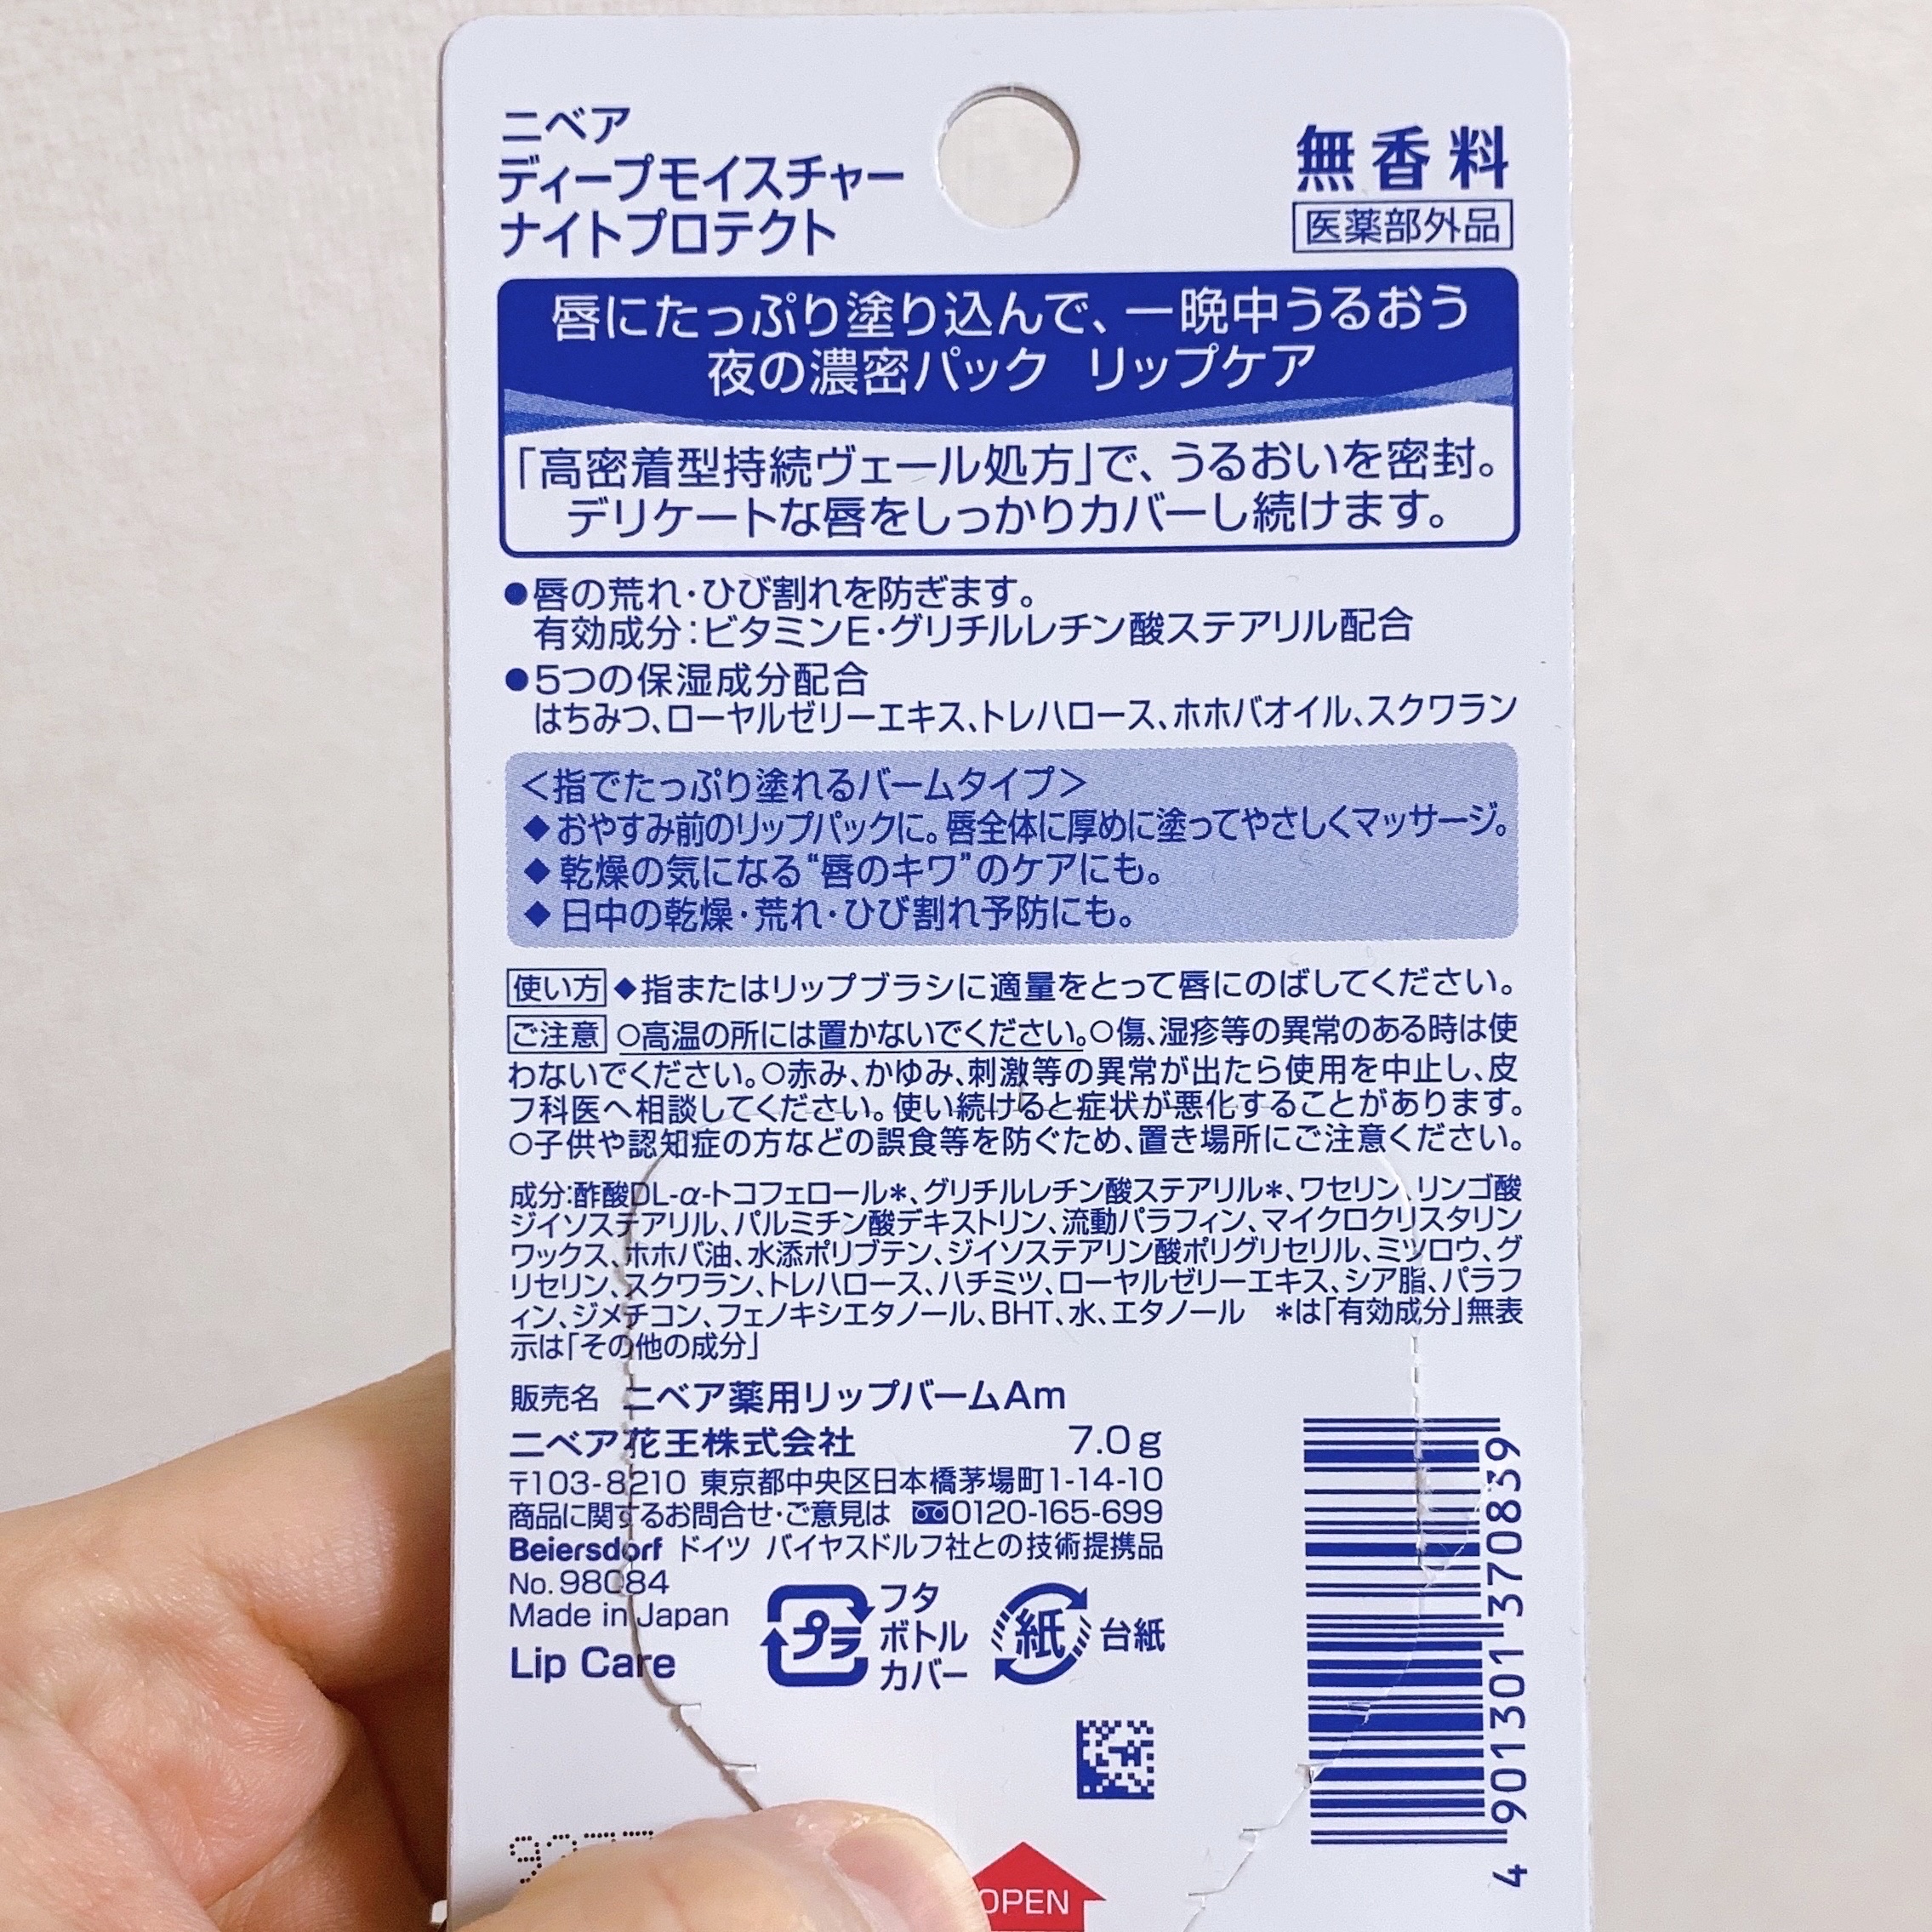 ニベア
ディープモイスチャー
ナイトプロテクト
無香料
医薬部外品
唇にたっぷり塗り込んで、一晩中うるおう
夜の濃密パック リップケア
「高密着型持続ヴェール処方」で、うるおいを密封。
デリケートな唇をしっかりカバーし続けます。
●唇の荒れ・ひび割れを防ぎます。
有効成分：ビタミンE・グリチルレチン酸ステアリル配合
●5つの保湿成分配合
はちみつ、ローヤルゼリーエキス、トレハロース、ホホバオイル、スクワラン
＜指でたっぷり塗れるバームタイプ＞
◆おやすみ前のリップパックに。唇全体に厚めに塗ってやさしくマッサージ。
◆乾燥の気になる“唇のキワ”のケアにも。
◆日中の乾燥・荒れ・ひび割れ予防にも。
使い方 ◆指またはリップブラシに適量をとって唇にのばしてください。
ご注意 ○高温の所には置かないでください。○傷、湿疹等の異常のある時は使
わないでください。○赤み、かゆみ、刺激等の異常が出たら使用を中止し、皮
フ科医へ相談してください。使い続けると症状が悪化することがあります。
○子供や認知症の方などの誤食等を防ぐため、置き場所にご注意ください。
成分：酢酸DL-α-トコフェロール＊、グリチルレチン酸ステアリル＊、ワセリン、リンゴ酸
ジイソステアリル、パルミチン酸デキストリン、流動パラフィン、マイクロクリスタリン
ワックス、ホホバ油、水添ポリブテン、ジイソステアリン酸ポリグリセリル、ミツロウ、グ
リセリン、スクワラン、トレハロース、ハチミツ、ローヤルゼリーエキス、シア脂、パラフ
ィン、ジメチコン、フェノキシエタノール、BHT、水、エタノール ＊は「有効成分」無表
示は「その他の成分」
販売名 ニベア薬用リップバームAm
ニベア花王株式会社 7.0g
〒103-8210 東京都中央区日本橋茅場町1-14-10
商品に関するお問合せ・ご意見は 0120-165-699
Beiersdorf ドイツ バイヤスドルフ社との技術提携品
No.98084
Made in Japan
Lip Care
プラ
フタ
ボトル
カバー
紙
台紙
4 901301 370839
OPEN